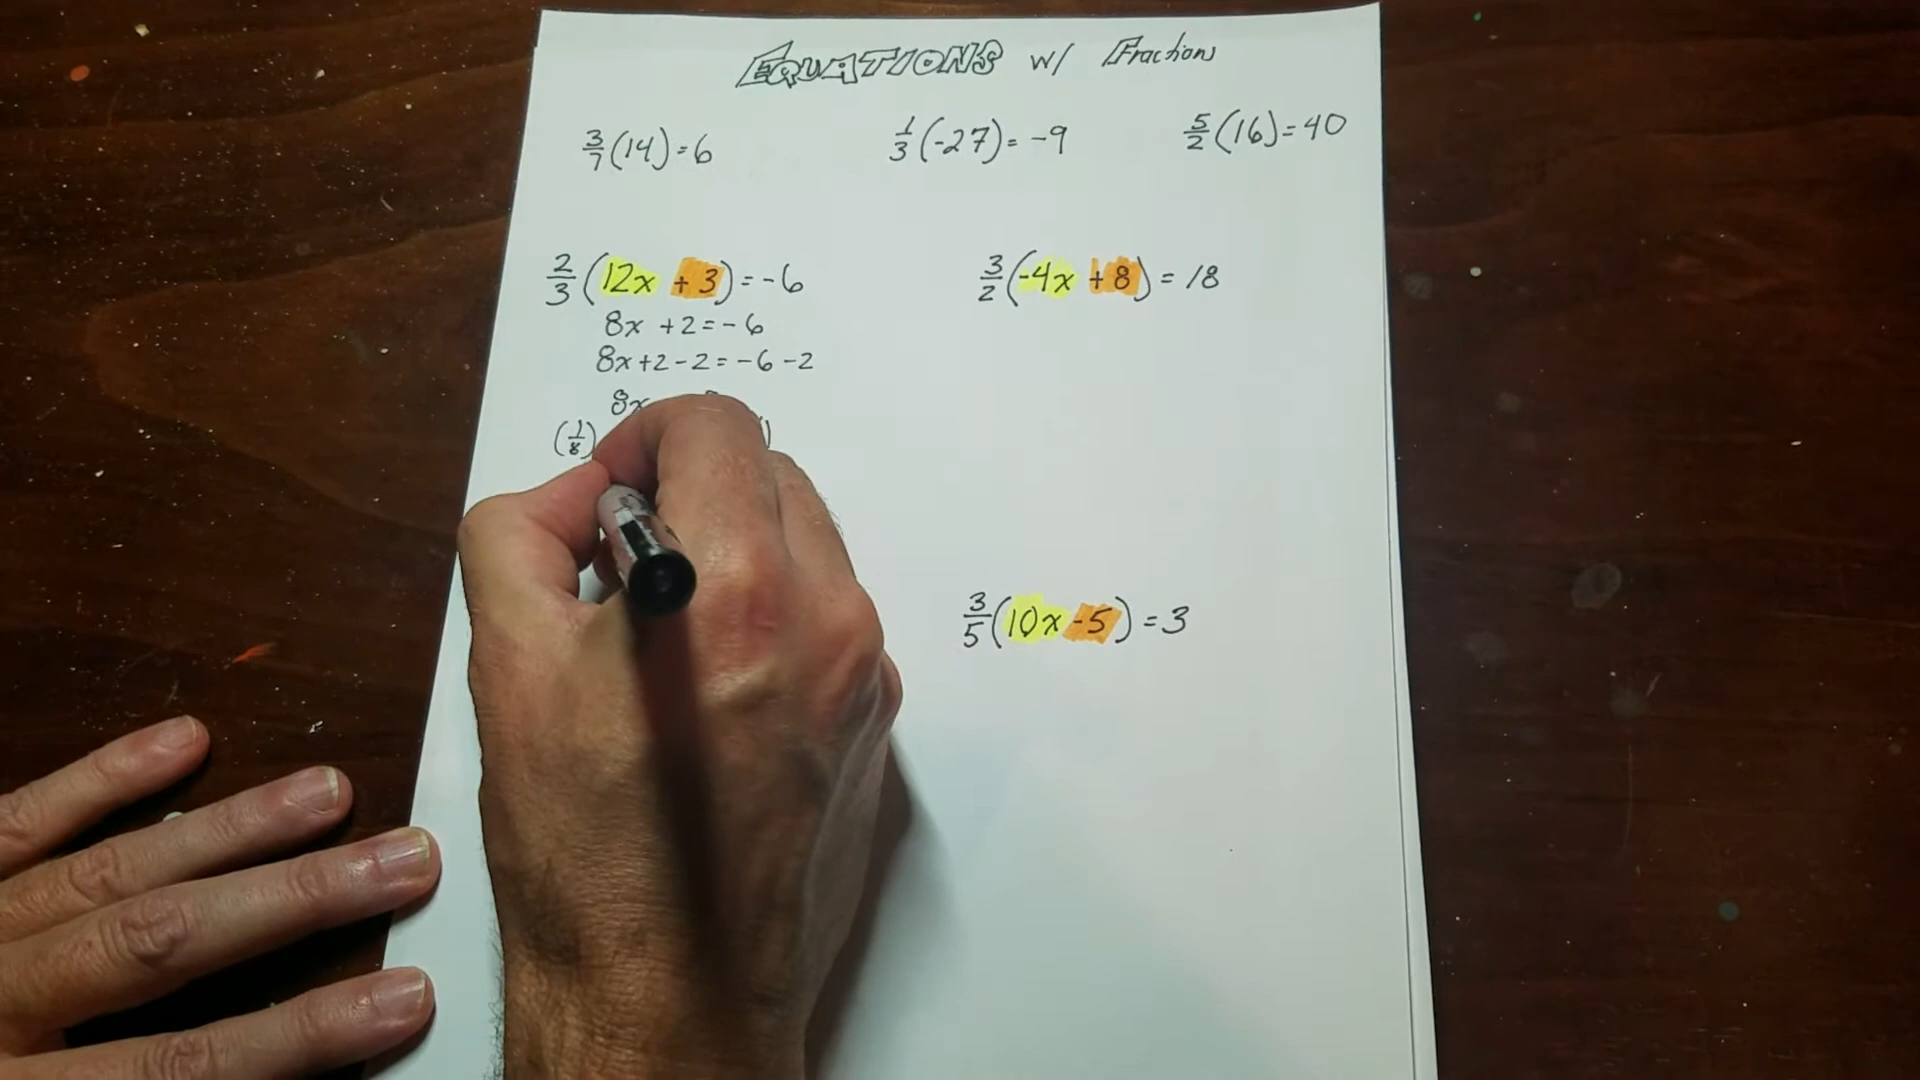 EQUATIONS w/ Fractions
3/7 (14) = 6
1/3 (-27) = -9
5/2 (16) = 40
2/3 (12x + 3) = -6
8x + 2 = -6
8x + 2 - 2 = -6 - 2
8x
(1/8)
3/2 (-4x + 8) = 18
3/5 (10x - 5) = 3